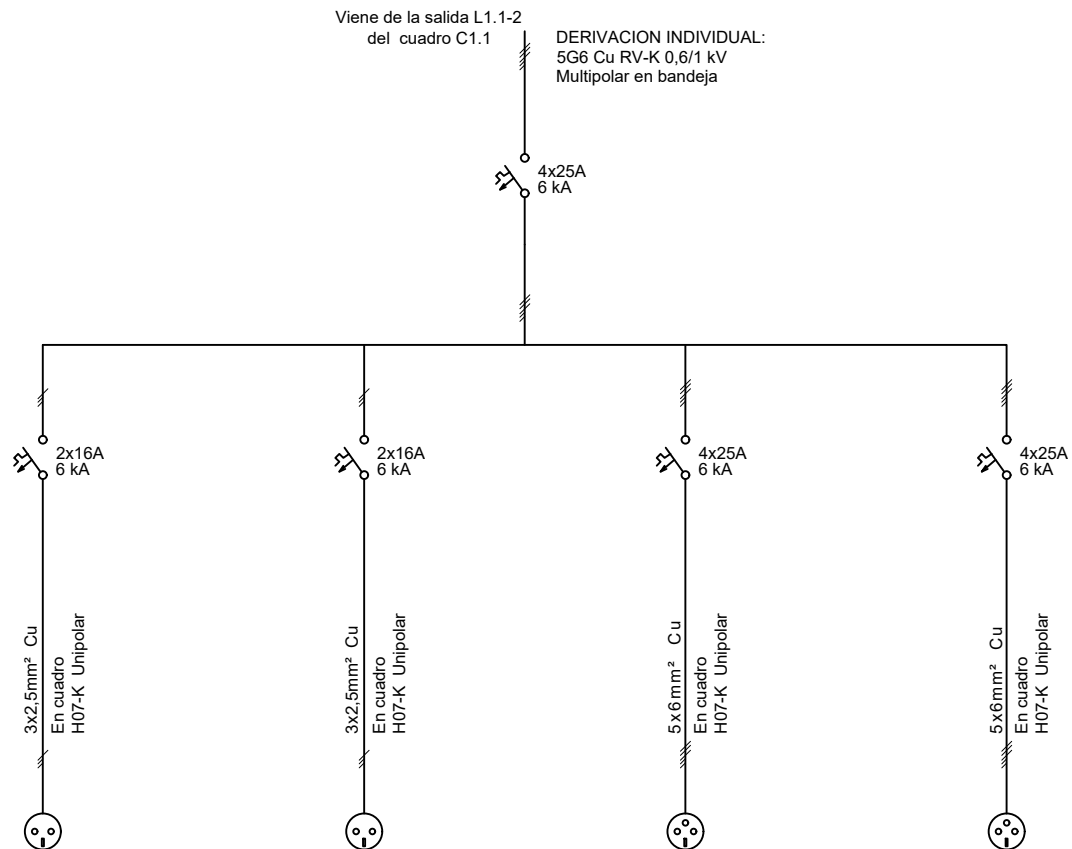 Viene de la salida L1.1-2
del cuadro C1.1
DERIVACION INDIVIDUAL:
5G6 Cu RV-K 0,6/1 kV
Multipolar en bandeja
4x25A
6 kA
2x16A
6 kA
2x16A
6 kA
4x25A
6 kA
4x25A
6 kA
3x2,5mm² Cu
En cuadro
H07-K Unipolar
3x2,5mm² Cu
En cuadro
H07-K Unipolar
5x6mm² Cu
En cuadro
H07-K Unipolar
5x6mm² Cu
En cuadro
H07-K Unipolar